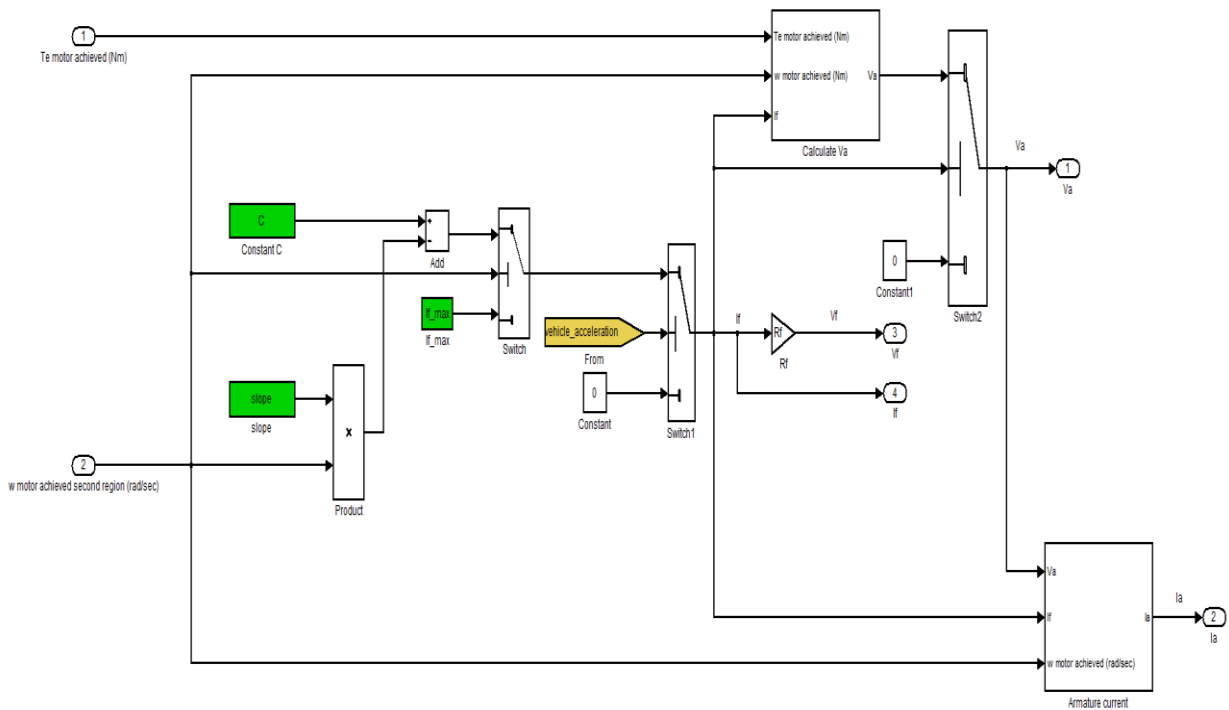 1
Te motor achieved (Nm)
Te motor achieved (Nm)
w motor achieved (Nm)
Va
If
Calculate Va
Va
1
Va
C
Constant C
+
-
Add
0
Constant1
Switch2
If_max
If_max
Switch
vehicle_acceleration
From
If
Rf
Rf
Vf
3
Vf
0
Constant
Switch1
4
If
slope
slope
×
Product
2
w motor achieved second region (rad/sec)
Va
If
Ia
w motor achieved (rad/sec)
Armature current
Ia
2
Ia